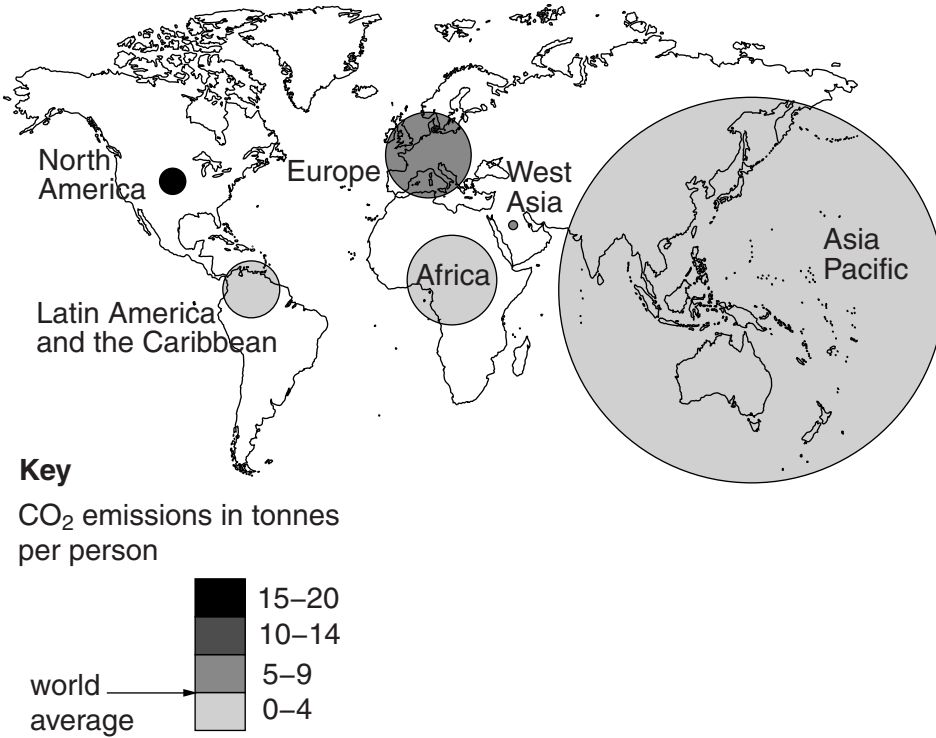 North
America
Europe
West
Asia
Asia
Pacific
Africa
Latin America
and the Caribbean
Key
CO₂ emissions in tonnes
per person
15–20
10–14
5–9
0–4
world
average